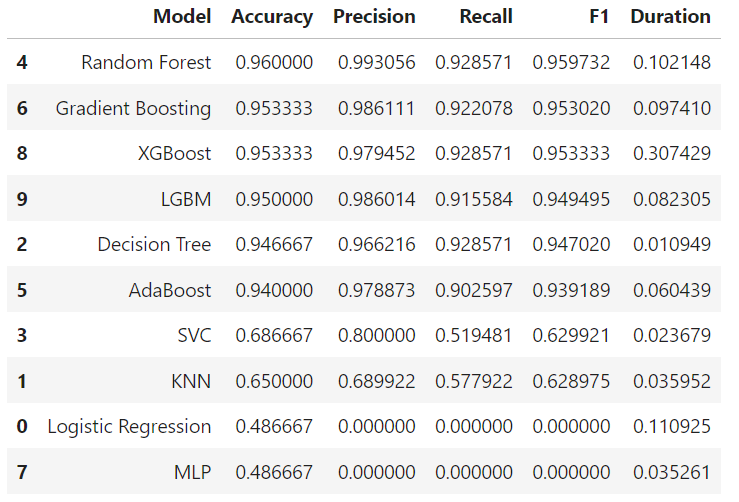 Model Accuracy Precision Recall F1 Duration
4 Random Forest 0.960000 0.993056 0.928571 0.959732 0.102148
6 Gradient Boosting 0.953333 0.986111 0.922078 0.953020 0.097410
8 XGBoost 0.953333 0.979452 0.928571 0.953333 0.307429
9 LGBM 0.950000 0.986014 0.915584 0.949495 0.082305
2 Decision Tree 0.946667 0.966216 0.928571 0.947020 0.010949
5 AdaBoost 0.940000 0.978873 0.902597 0.939189 0.060439
3 SVC 0.686667 0.800000 0.519481 0.629921 0.023679
1 KNN 0.650000 0.689922 0.577922 0.628975 0.035952
0 Logistic Regression 0.486667 0.000000 0.000000 0.000000 0.110925
7 MLP 0.486667 0.000000 0.000000 0.000000 0.035261